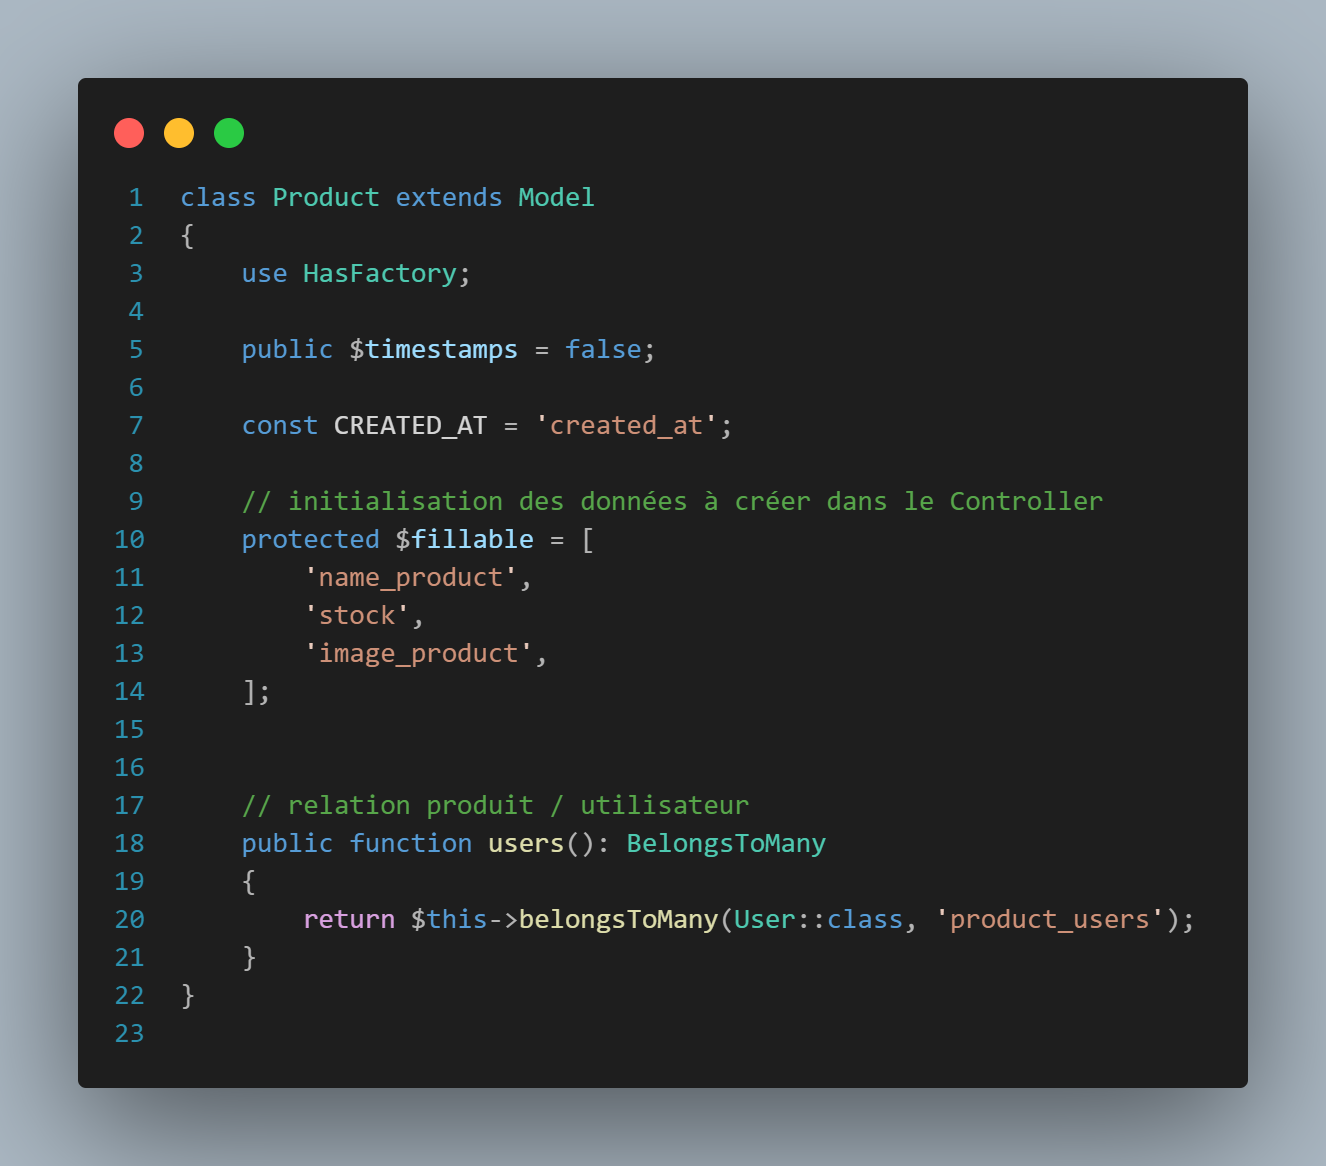 1 class Product extends Model
2 {
3     use HasFactory;
4
5     public $timestamps = false;
6
7     const CREATED_AT = 'created_at';
8
9     // initialisation des données à créer dans le Controller
10     protected $fillable = [
11         'name_product',
12         'stock',
13         'image_product',
14     ];
15
16
17     // relation produit / utilisateur
18     public function users(): BelongsToMany
19     {
20         return $this->belongsToMany(User::class, 'product_users');
21     }
22 }
23